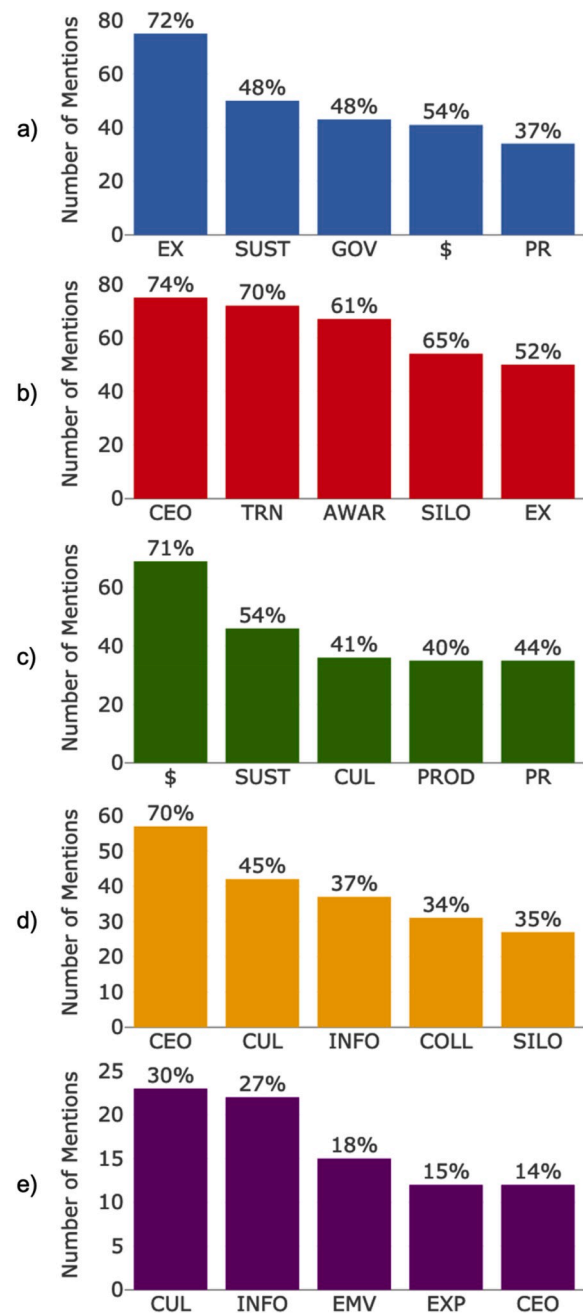 a)
Number of Mentions
80
60
40
20
0
72% 48% 48% 54% 37%
EX SUST GOV $ PR
b)
Number of Mentions
80
60
40
20
0
74% 70% 61% 65% 52%
CEO TRN AWAR SILO EX
c)
Number of Mentions
60
40
20
0
71% 54% 41% 40% 44%
$ SUST CUL PROD PR
d)
Number of Mentions
60
50
40
30
20
10
0
70% 45% 37% 34% 35%
CEO CUL INFO COLL SILO
e)
Number of Mentions
25
20
15
10
5
0
30% 27% 18% 15% 14%
CUL INFO EMV EXP CEO